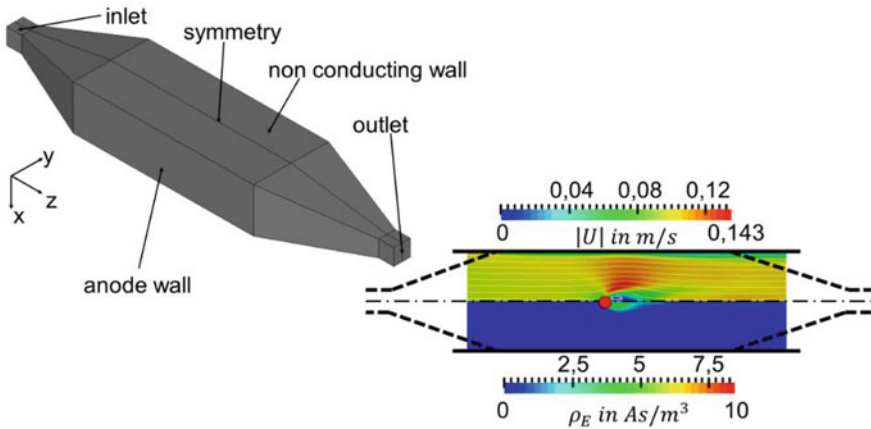 inlet
symmetry
non conducting wall
outlet
y
z
x
anode wall
0,04 0,08 0,12
0 |U| in m/s 0,143
2,5 5 7,5
0 ρ_E in As/m³ 10